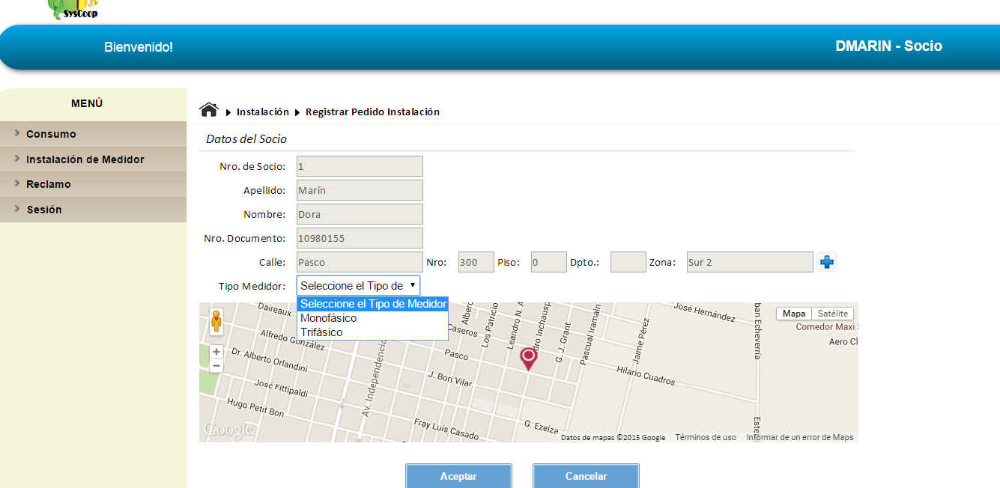 SysCoop
Bienvenido!
DMARIN - Socio
MENÚ
Consumo
Instalación de Medidor
Reclamo
Sesión
Instalación
Registrar Pedido Instalación
Datos del Socio
Nro. de Socio: 1
Apellido: Marín
Nombre: Dora
Nro. Documento: 10980155
Calle: Pasco Nro: 300 Piso: 0 Dpto.: Zona: Sur 2
Tipo Medidor: Seleccione el Tipo de
Seleccione el Tipo de Medidor
Monofásico
Trifásico
Daireaux
Alfredo González
Dr. Alberto Orlandini
José Fittipaldi
Hugo Petit Bon
Av. Independencia
Caseros
Pasco
J. Bori Vilar
Fray Luis Casado
Los Patricio
Leandro N. A
dro Inchausp
G. J. Grant
Pascual Iramain
Jaime Pérez
José Hernández
Hilario Cuadros
G. Ezeiza
ban Echeverría
Este
Mapa
Satélite
Comedor Maxi
Aero Cl
+
−
Google
Datos de mapas ©2015 Google
Términos de uso
Informar de un error de Maps
Aceptar
Cancelar